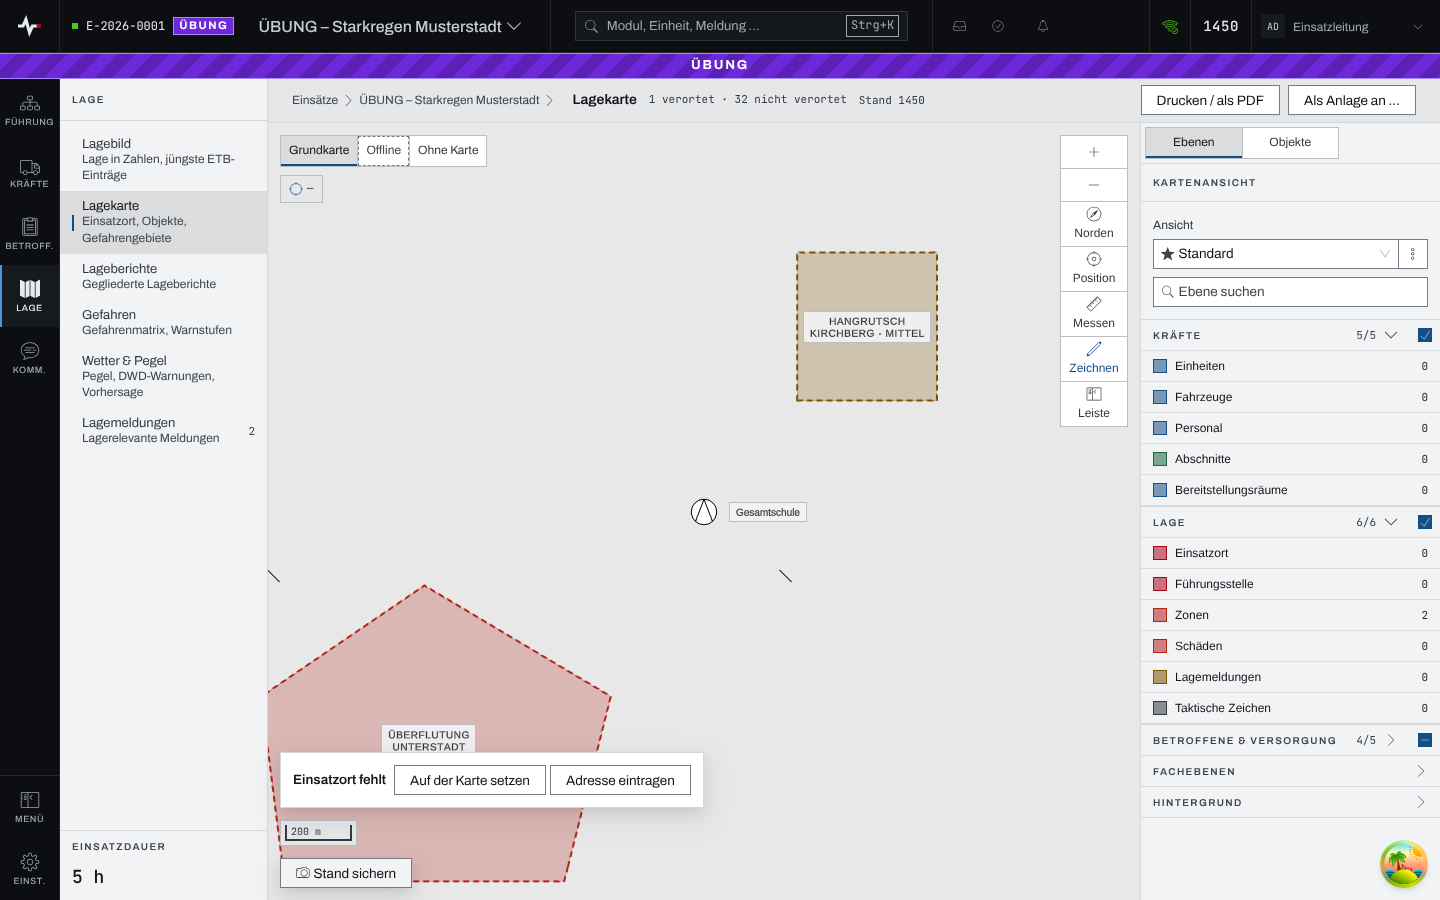 E-2026-0001 ÜBUNG
ÜBUNG – Starkregen Musterstadt
Modul, Einheit, Meldung ...
Strg+K
1450
AD
Einsatzleitung
ÜBUNG
FÜHRUNG
KRÄFTE
BETROFF.
LAGE
KOMM.
MENÜ
EINST.
LAGE
Lagebild
Lage in Zahlen, jüngste ETB-
Einträge
Lagekarte
Einsatzort, Objekte,
Gefahrengebiete
Lageberichte
Gegliederte Lageberichte
Gefahren
Gefahrenmatrix, Warnstufen
Wetter & Pegel
Pegel, DWD-Warnungen,
Vorhersage
Lagemeldungen
Lagerelevante Meldungen
2
EINSATZDAUER
5 h
Einsätze
ÜBUNG – Starkregen Musterstadt
Lagekarte
1 verortet · 32 nicht verortet
Stand 1450
Drucken / als PDF
Als Anlage an ...
Grundkarte
Offline
Ohne Karte
–
HANGRUTSCH
KIRCHBERG · MITTEL
Gesamtschule
ÜBERFLUTUNG
UNTERSTADT
Einsatzort fehlt
Auf der Karte setzen
Adresse eintragen
200 m
Stand sichern
Norden
Position
Messen
Zeichnen
Leiste
Ebenen
Objekte
KARTENANSICHT
Ansicht
Standard
Ebene suchen
KRÄFTE 5/5
Einheiten 0
Fahrzeuge 0
Personal 0
Abschnitte 0
Bereitstellungsräume 0
LAGE 6/6
Einsatzort 0
Führungsstelle 0
Zonen 2
Schäden 0
Lagemeldungen 0
Taktische Zeichen 0
BETROFFENE & VERSORGUNG 4/5
FACHEBENEN
HINTERGRUND